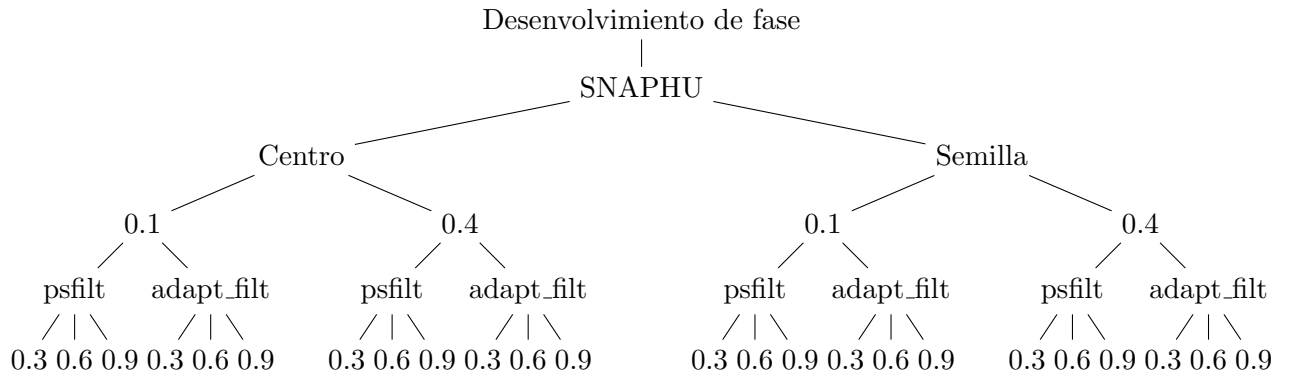 Desenvolvimiento de fase
SNAPHU
Centro Semilla
0.1 0.4 0.1 0.4
psfilt adapt_filt psfilt adapt_filt psfilt adapt_filt psfilt adapt_filt
0.3 0.6 0.9 0.3 0.6 0.9 0.3 0.6 0.9 0.3 0.6 0.9 0.3 0.6 0.9 0.3 0.6 0.9 0.3 0.6 0.9 0.3 0.6 0.9